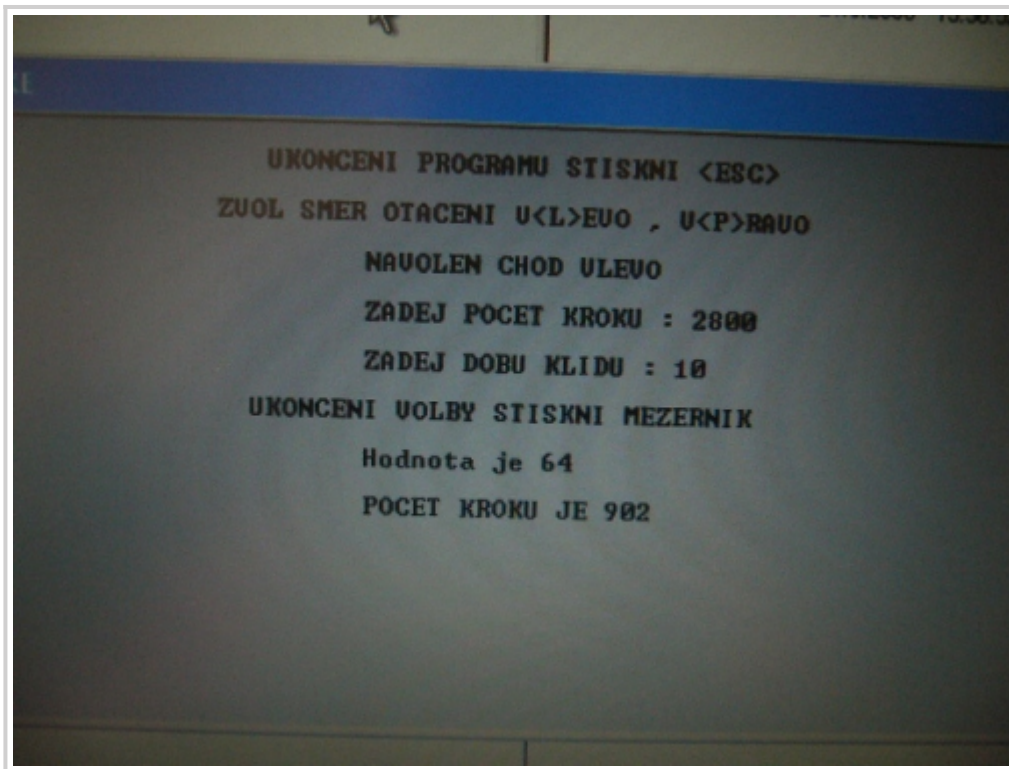 UKONCENI PROGRAMU STISKNI <ESC>
ZVOL SMER OTACENI V<L>EVO , V<P>RAVO
NAVOLEN CHOD VLEVO
ZADEJ POCET KROKU : 2800
ZADEJ DOBU KLIDU : 10
UKONCENI VOLBY STISKNI MEZERNIK
Hodnota je 64
POCET KROKU JE 902